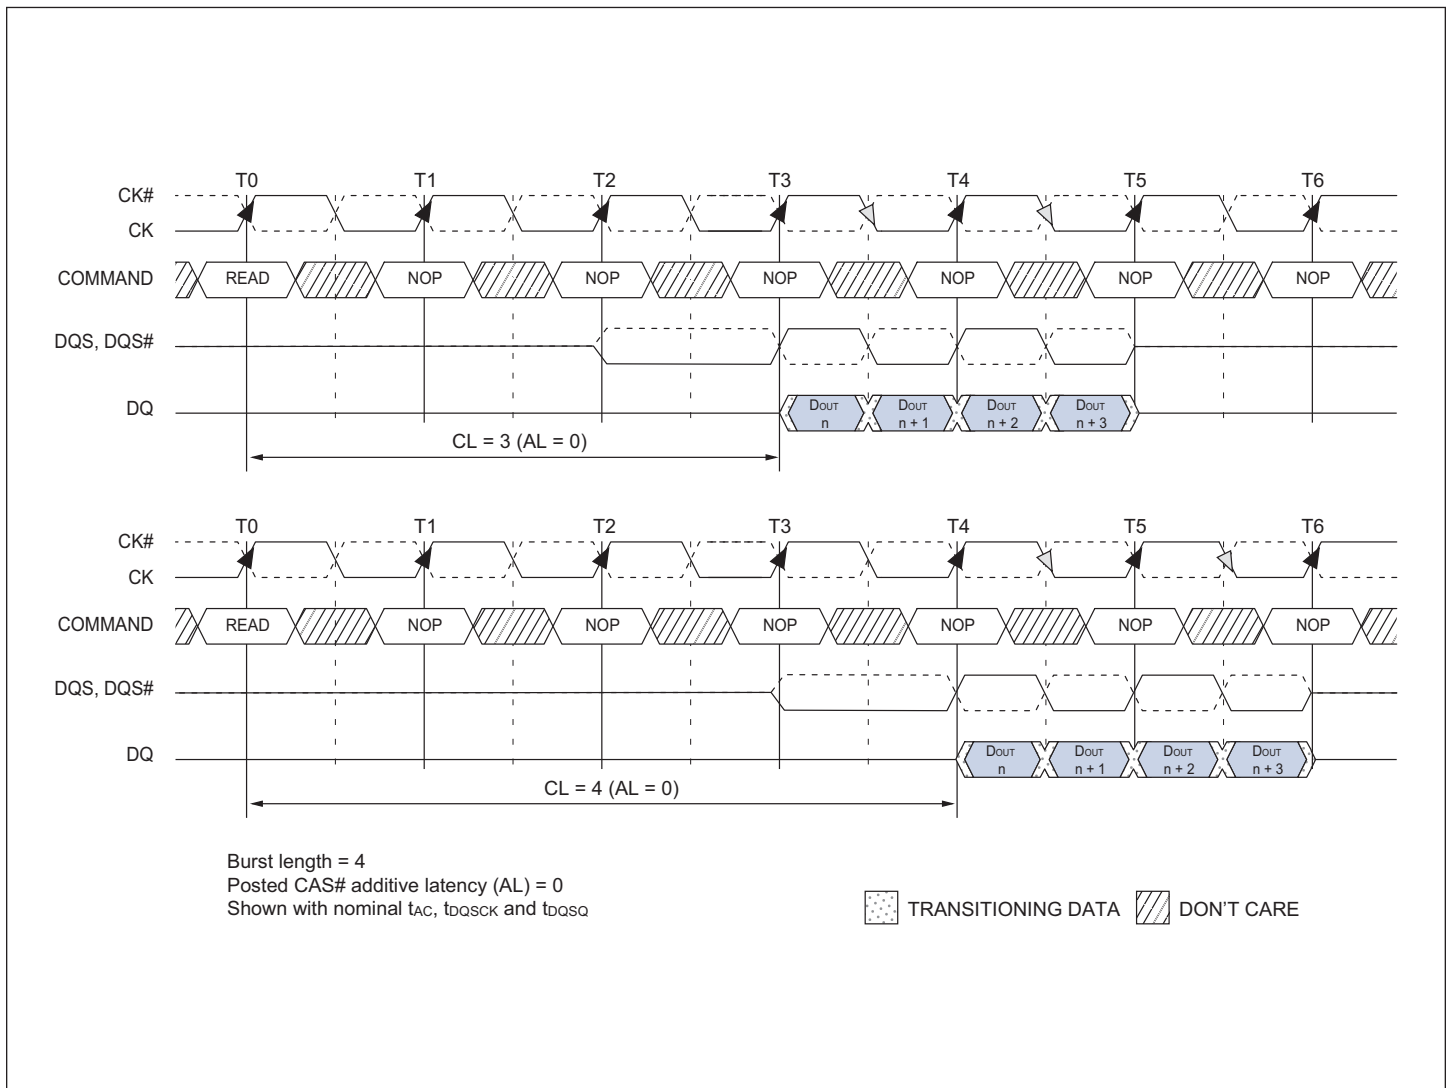 T0 T1 T2 T3 T4 T5 T6
CK#
CK
COMMAND READ NOP NOP NOP NOP NOP NOP
DQS, DQS#
DQ DOUT n DOUT n + 1 DOUT n + 2 DOUT n + 3
CL = 3 (AL = 0)
T0 T1 T2 T3 T4 T5 T6
CK#
CK
COMMAND READ NOP NOP NOP NOP NOP NOP
DQS, DQS#
DQ DOUT n DOUT n + 1 DOUT n + 2 DOUT n + 3
CL = 4 (AL = 0)
Burst length = 4
Posted CAS# additive latency (AL) = 0
Shown with nominal tAC, tDQSCK and tDQSQ
TRANSITIONING DATA DON'T CARE